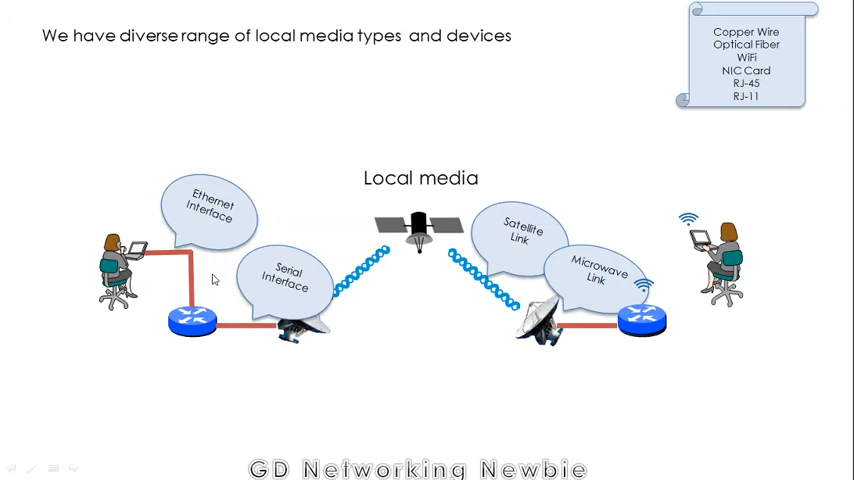 We have diverse range of local media types and devices
Copper Wire
Optical Fiber
WiFi
NIC Card
RJ-45
RJ-11
Local media
Ethernet
Interface
Serial
Interface
Satellite
Link
Microwave
Link
GD Networking Newbie